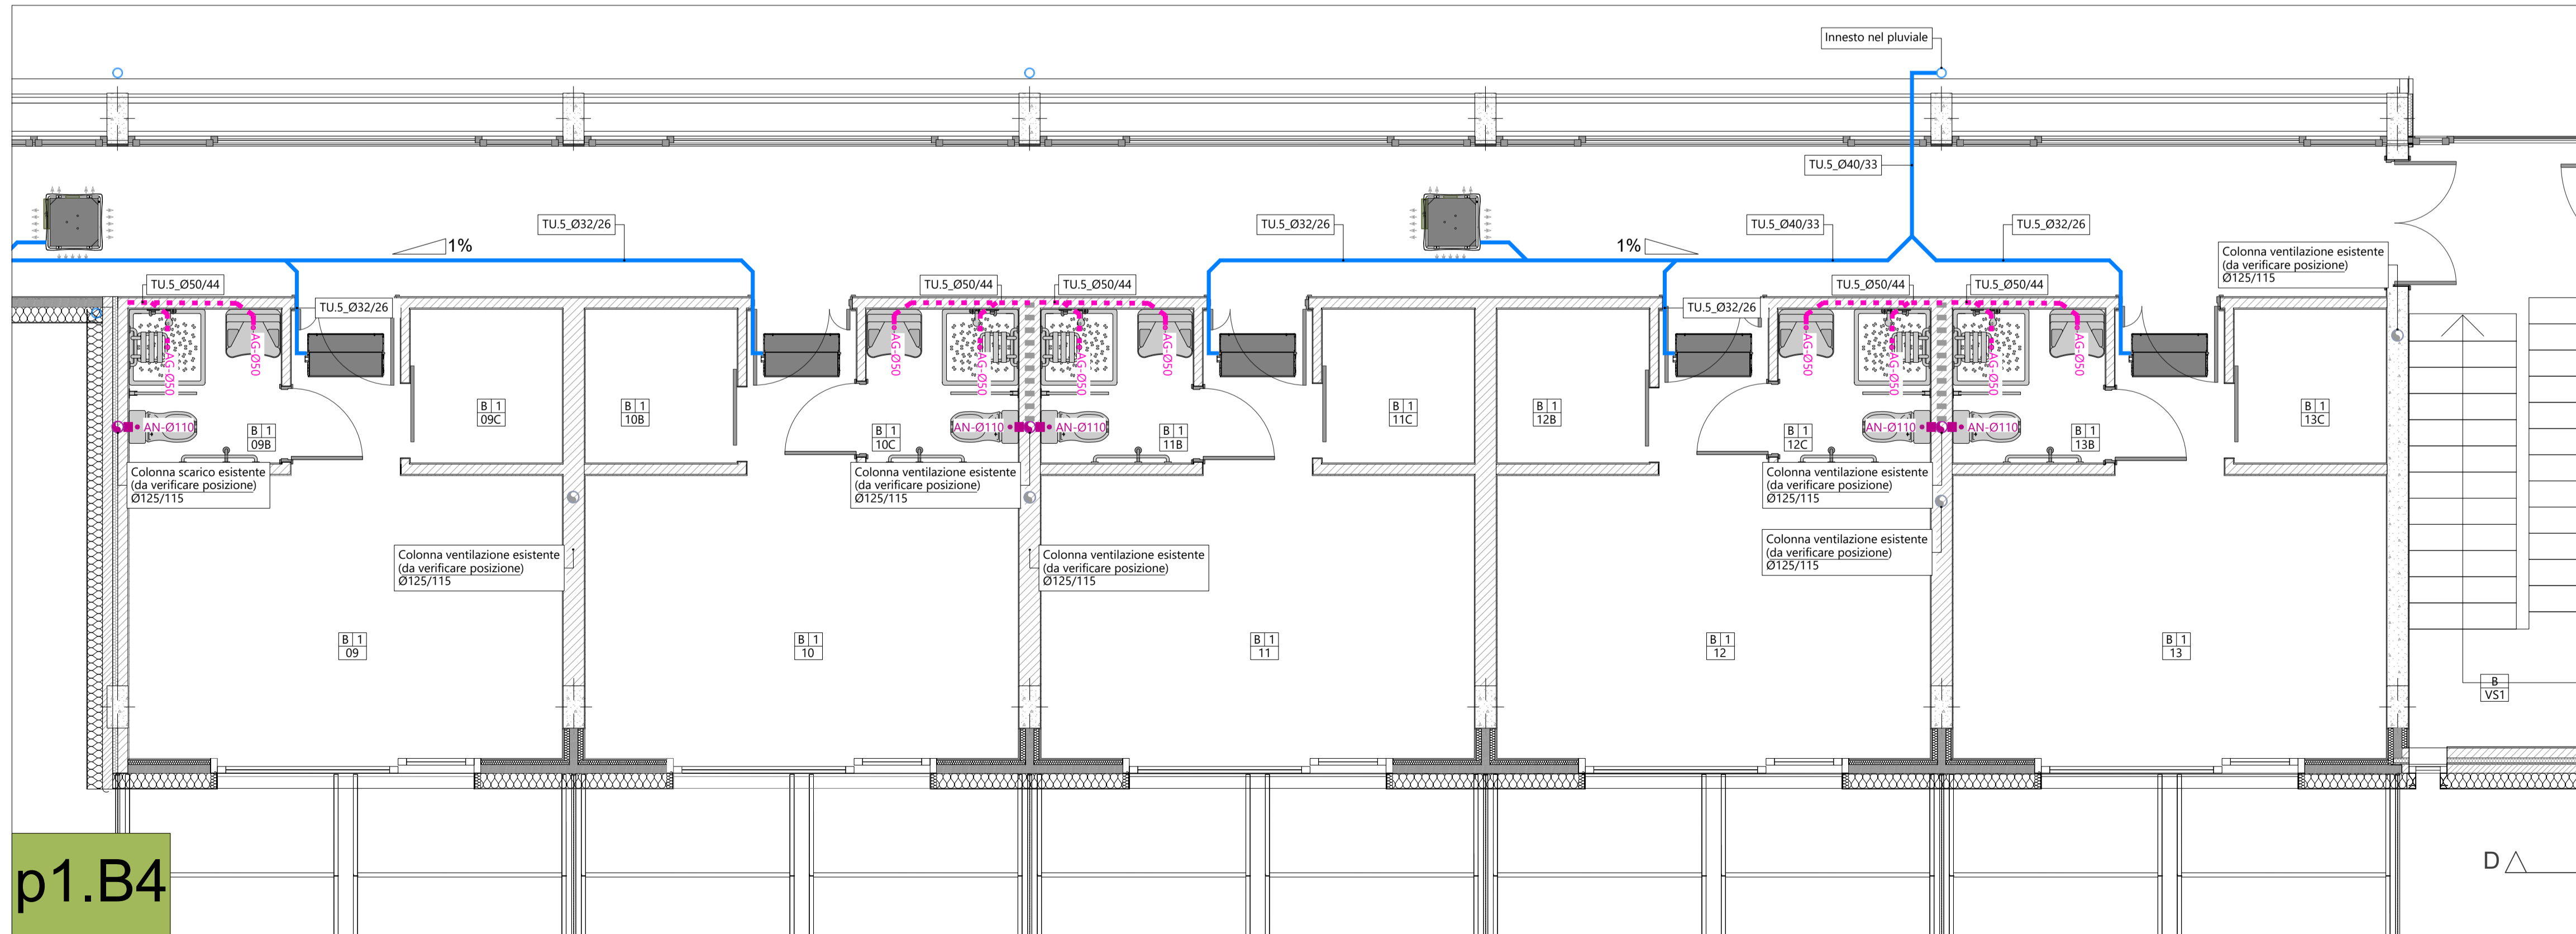 Innesto nel pluviale
TU.5_Ø40/33
TU.5_Ø32/26
1%
TU.5_Ø32/26
1%
TU.5_Ø40/33
TU.5_Ø32/26
Colonna ventilazione esistente
(da verificare posizione)
Ø125/115
TU.5_Ø50/44
TU.5_Ø32/26
TU.5_Ø50/44
TU.5_Ø50/44
TU.5_Ø32/26
TU.5_Ø50/44
TU.5_Ø50/44
AG-Ø50
AG-Ø50
AG-Ø50
AG-Ø50
AG-Ø50
AG-Ø50
AG-Ø50
AG-Ø50
AG-Ø50
AG-Ø50
B 1
09C
B 1
10B
B 1
11C
B 1
12B
B 1
13C
AN-Ø110
B 1
09B
B 1
10C
AN-Ø110
AN-Ø110
B 1
11B
B 1
12C
AN-Ø110
AN-Ø110
B 1
13B
Colonna scarico esistente
(da verificare posizione)
Ø125/115
Colonna ventilazione esistente
(da verificare posizione)
Ø125/115
Colonna ventilazione esistente
(da verificare posizione)
Ø125/115
Colonna ventilazione esistente
(da verificare posizione)
Ø125/115
Colonna ventilazione esistente
(da verificare posizione)
Ø125/115
Colonna ventilazione esistente
(da verificare posizione)
Ø125/115
B 1
09
B 1
10
B 1
11
B 1
12
B 1
13
B
VS1
p1.B4
D